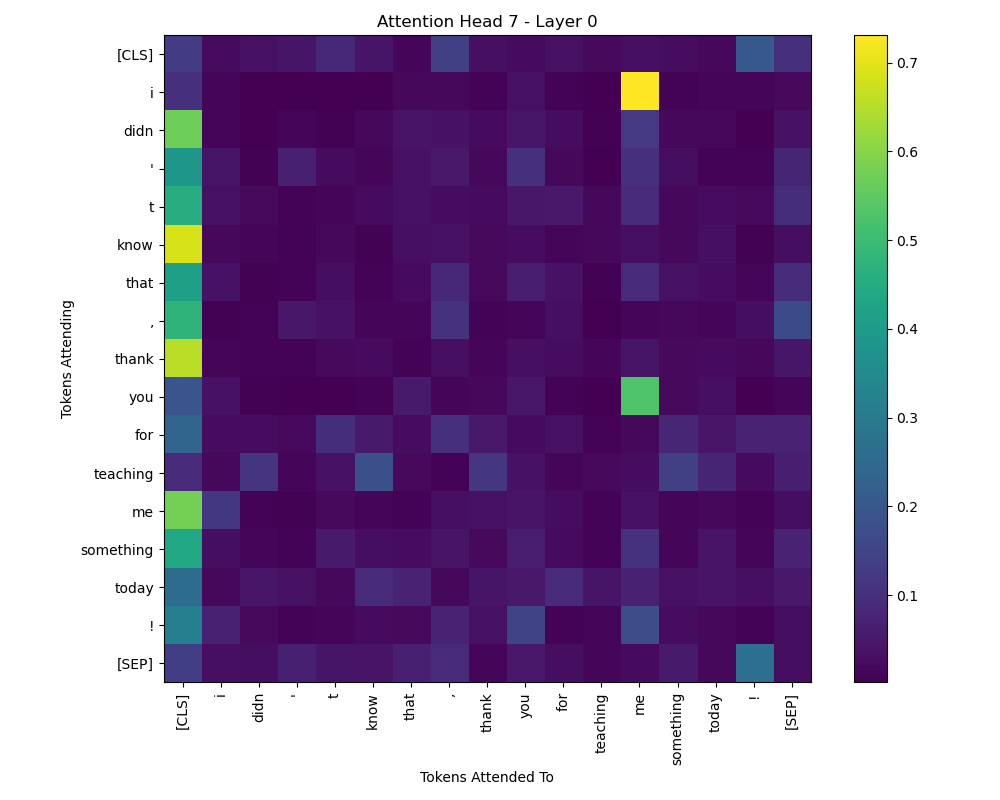 Attention Head 7 - Layer 0
Tokens Attending
[CLS]
i
didn
'
t
know
that
,
thank
you
for
teaching
me
something
today
!
[SEP]
[CLS] i didn ' t know that , thank you for teaching me something today ! [SEP]
Tokens Attended To
0.7
0.6
0.5
0.4
0.3
0.2
0.1